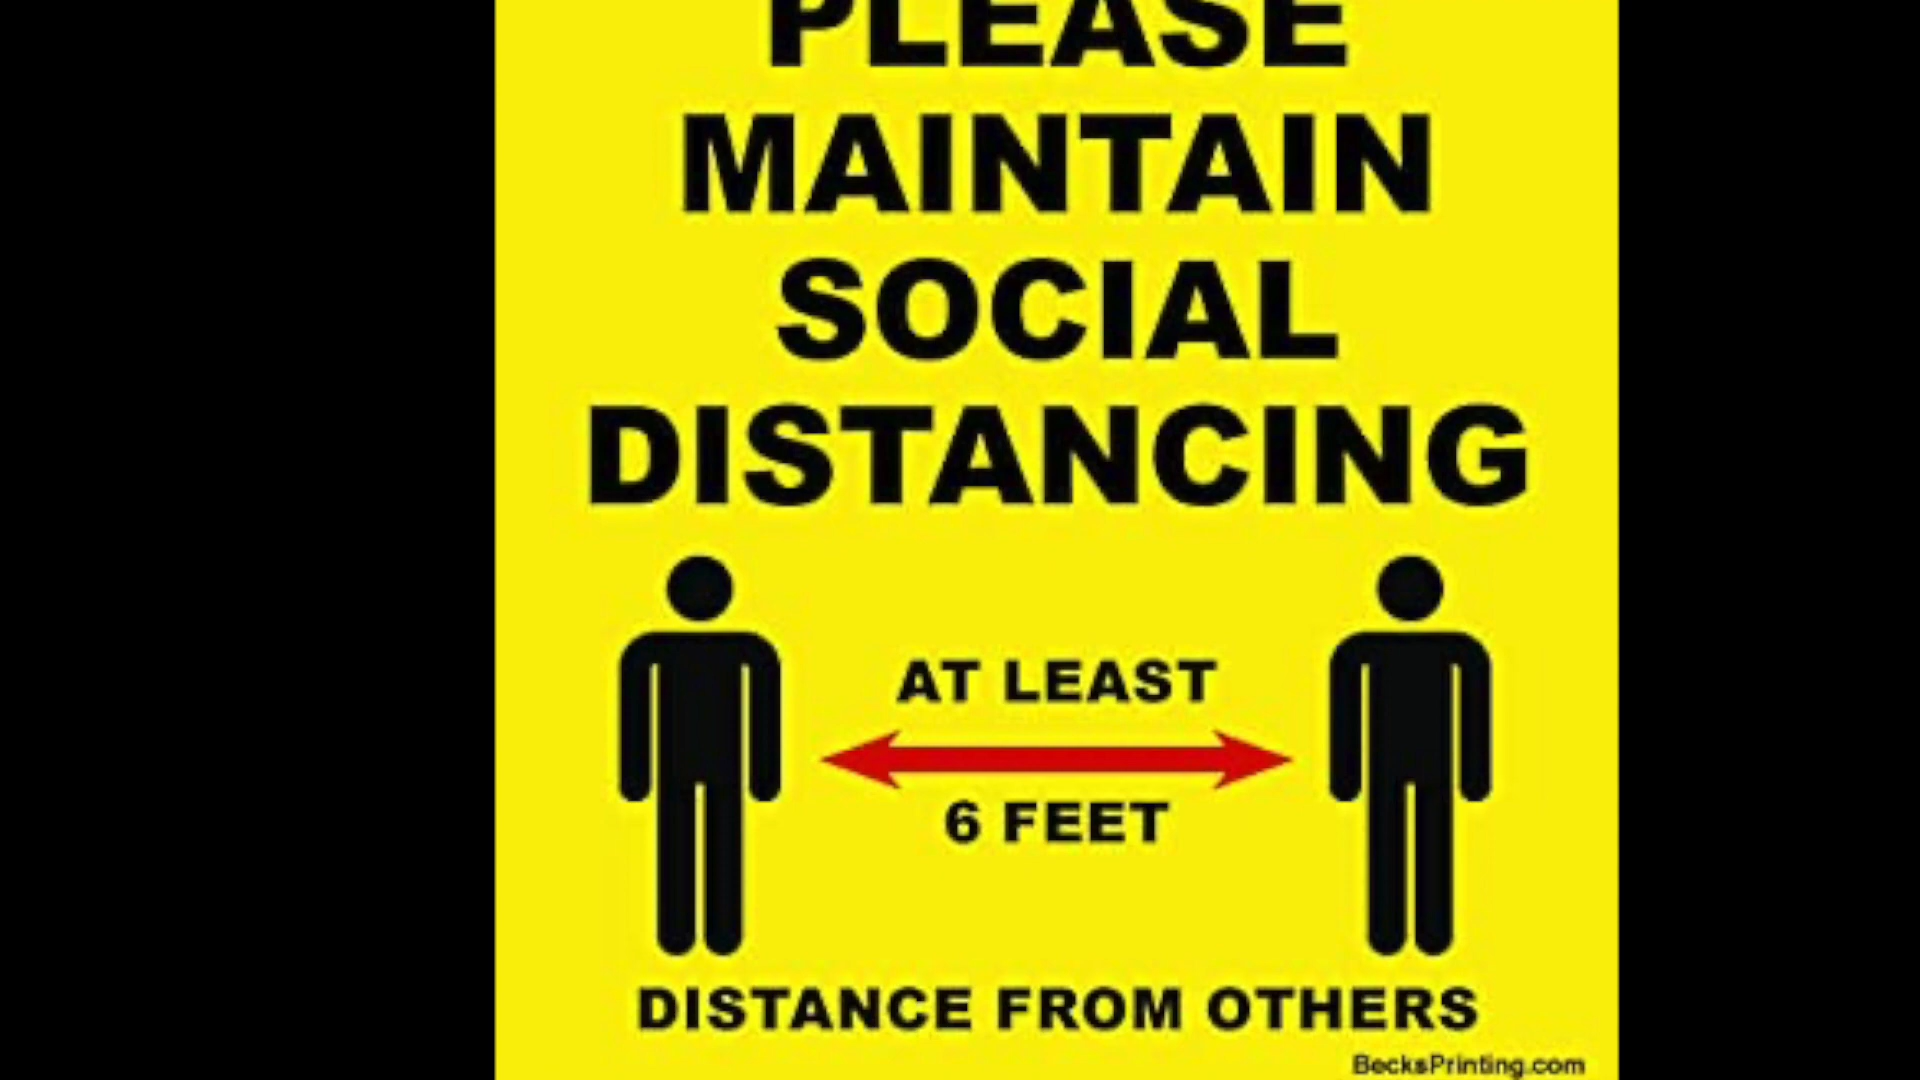 PLEASE
MAINTAIN
SOCIAL
DISTANCING
AT LEAST
6 FEET
DISTANCE FROM OTHERS
BecksPrinting.com